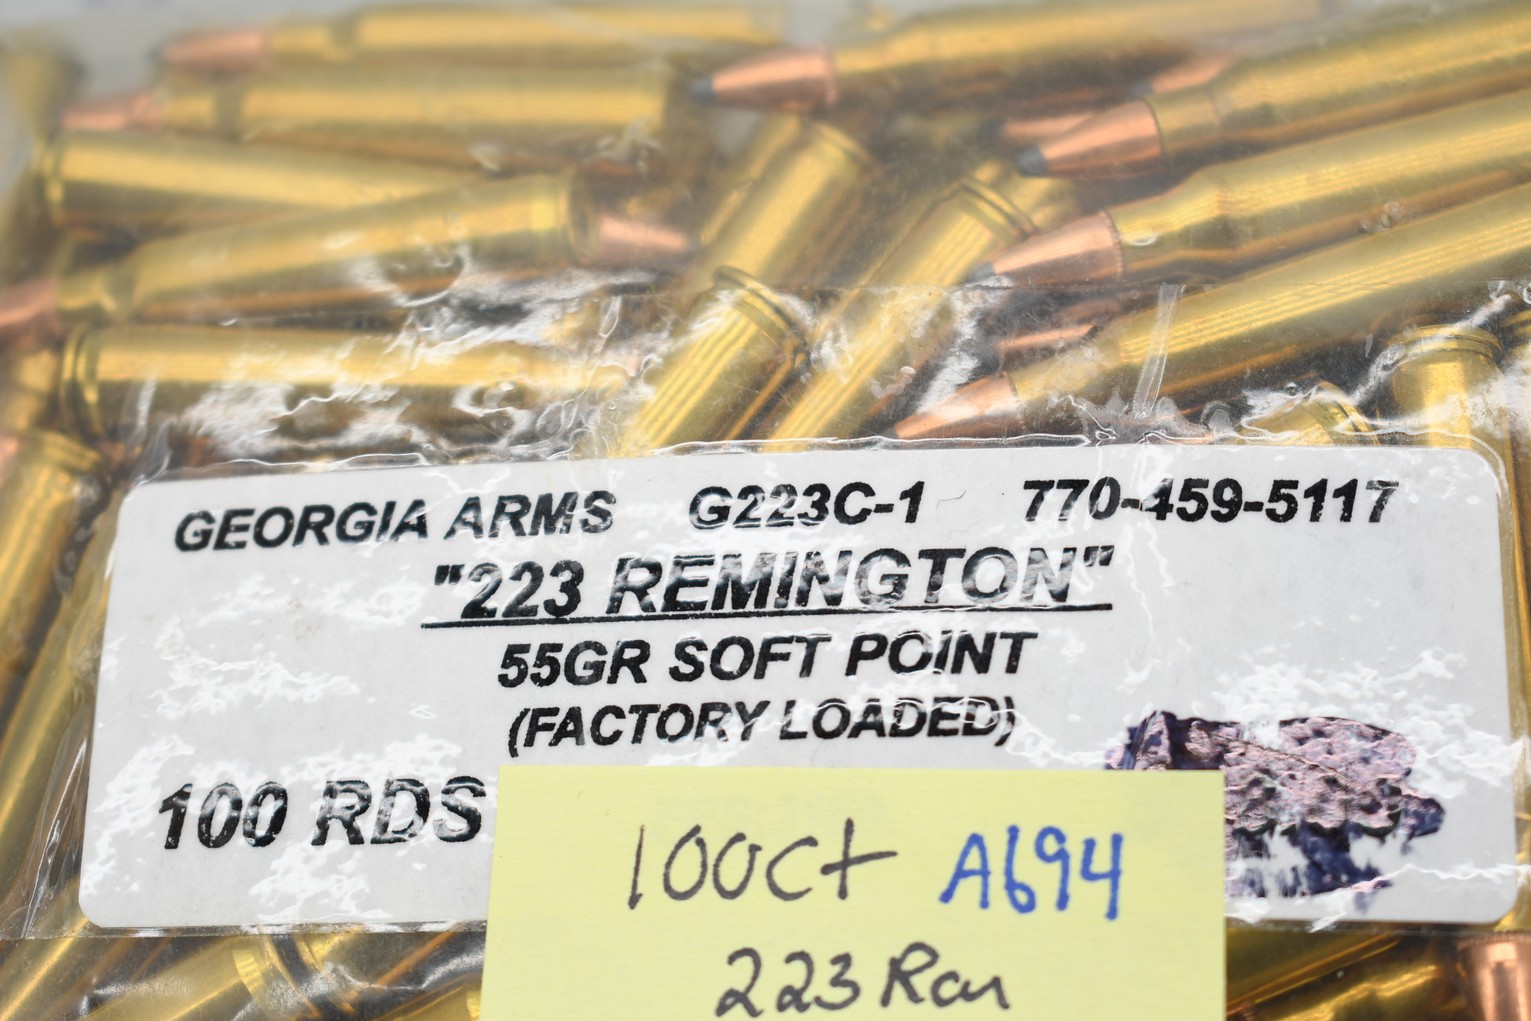 GEORGIA ARMS G223C-1 770-459-5117
"223 REMINGTON"
55GR SOFT POINT
(FACTORY LOADED)
100 RDS
100ct A694
223 Rem